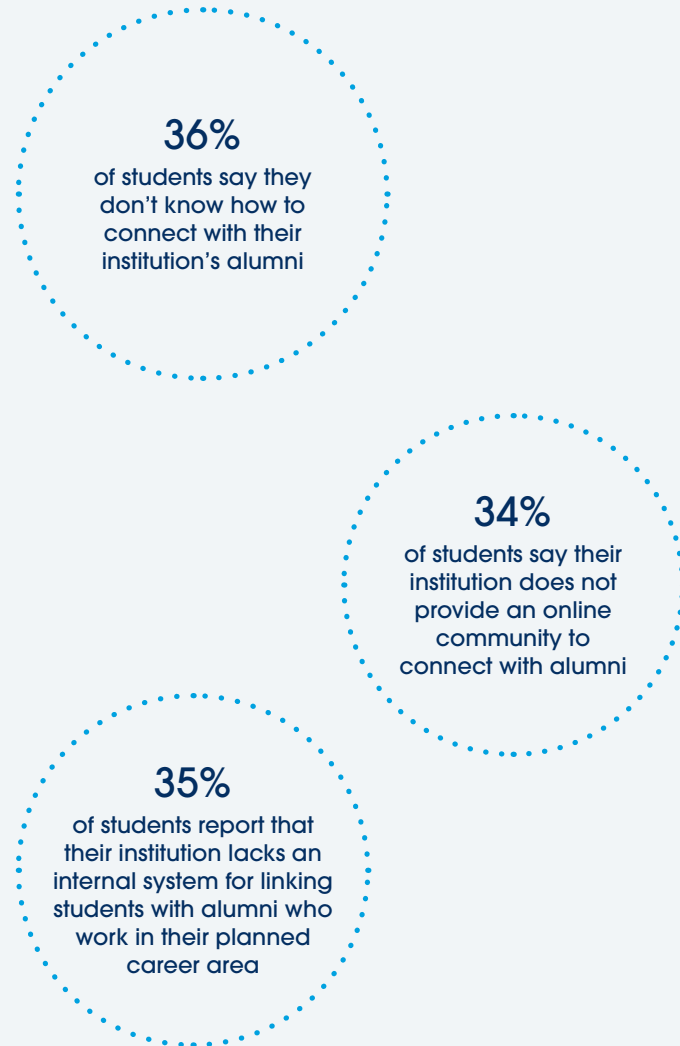 36%
of students say they
don't know how to
connect with their
institution's alumni
34%
of students say their
institution does not
provide an online
community to
connect with alumni
35%
of students report that
their institution lacks an
internal system for linking
students with alumni who
work in their planned
career area